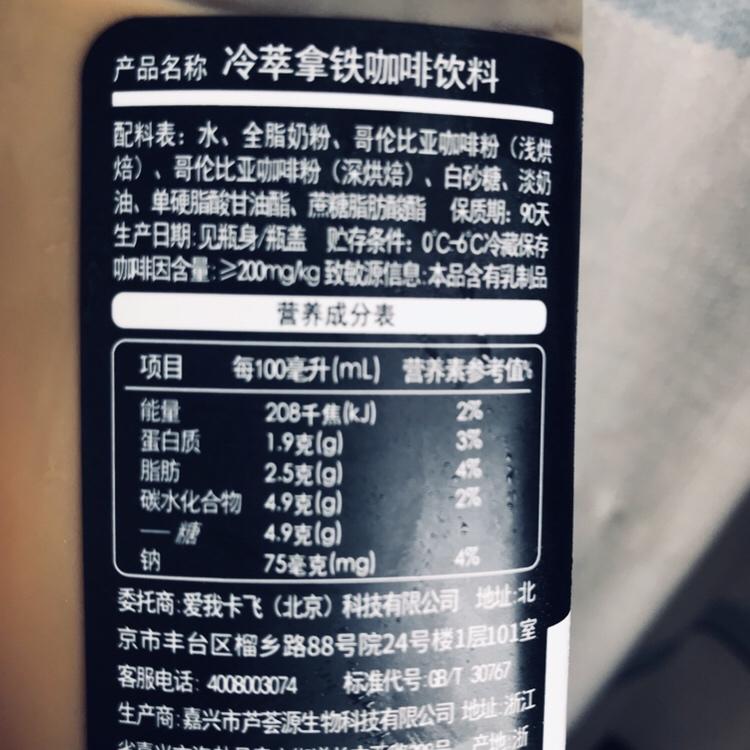 产品名称 冷萃拿铁咖啡饮料
配料表：水、全脂奶粉、哥伦比亚咖啡粉（浅烘
焙）、哥伦比亚咖啡粉（深烘焙）、白砂糖、淡奶
油、单硬脂酸甘油酯、蔗糖脂肪酸酯 保质期：90天
生产日期:见瓶身/瓶盖 贮存条件：0℃-6℃冷藏保存
咖啡因含量:≥200mg/kg 致敏源信息:本品含有乳制品
营养成分表
项目 每100毫升(mL) 营养素参考值%
能量 208千焦(kJ) 2%
蛋白质 1.9克(g) 3%
脂肪 2.5克(g) 4%
碳水化合物 4.9克(g) 2%
—糖 4.9克(g)
钠 75毫克(mg) 4%
委托商:爱我卡飞（北京）科技有限公司 地址:北
京市丰台区榴乡路88号院24号楼1层101室
客服电话：4008003074 标准代号:GB/T 30767
生产商:嘉兴市芦荟源生物科技有限公司 地址:浙江
省嘉兴市 产地:浙